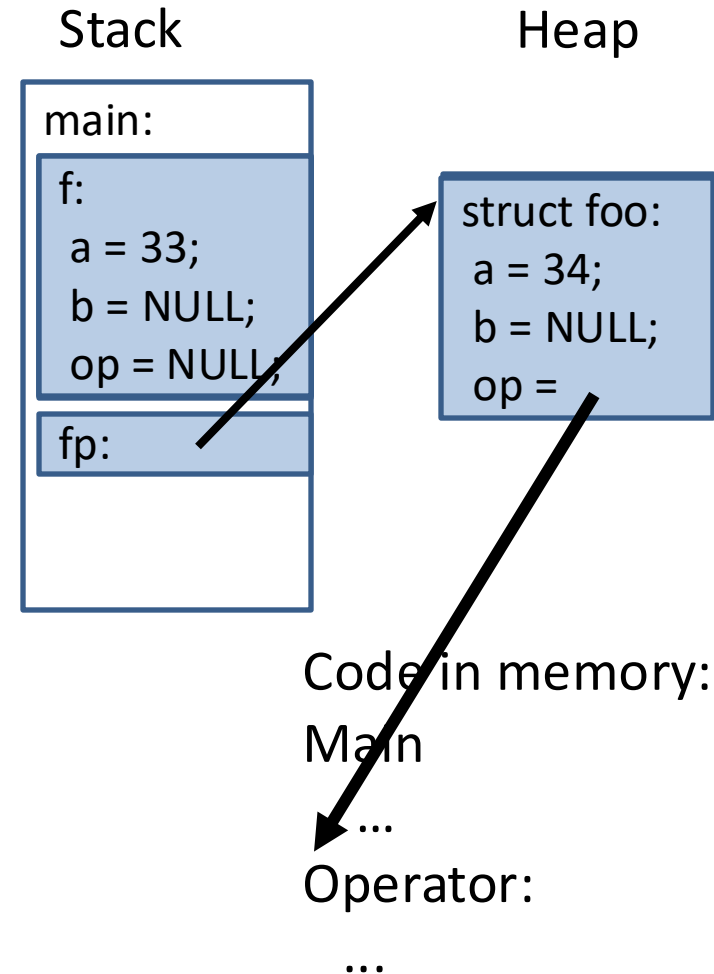 Stack
Heap
main:
f:
a = 33;
b = NULL;
op = NULL;
fp:
struct foo:
a = 34;
b = NULL;
op =
Code in memory:
Main
...
Operator:
...